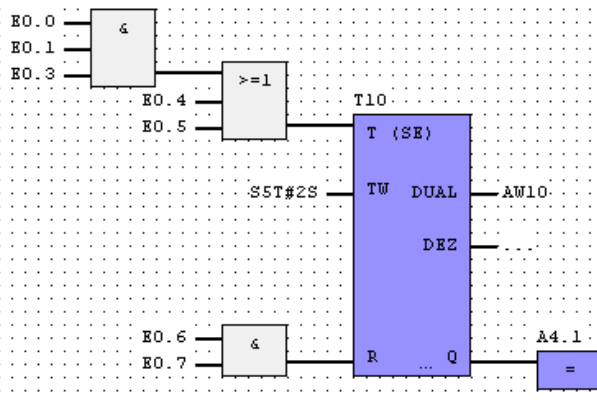 E0.0
&
E0.1
E0.3
>=1
E0.4
T10
E0.5
T (SE)
S5T#2S
TW
DUAL
AW10
DEZ
...
E0.6
&
A4.1
E0.7
R
...
Q
=